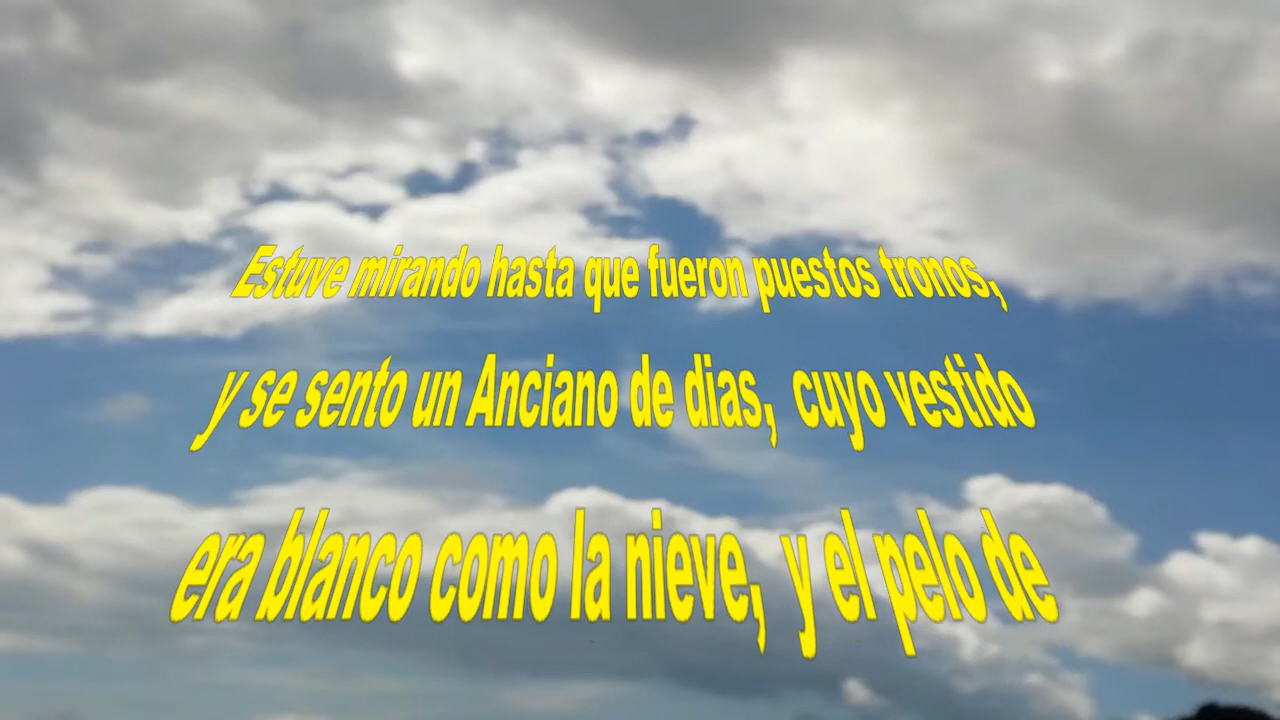 Estuve mirando hasta que fueron puestos tronos,
y se sento un Anciano de dias, cuyo vestido
era blanco como la nieve, y el pelo de